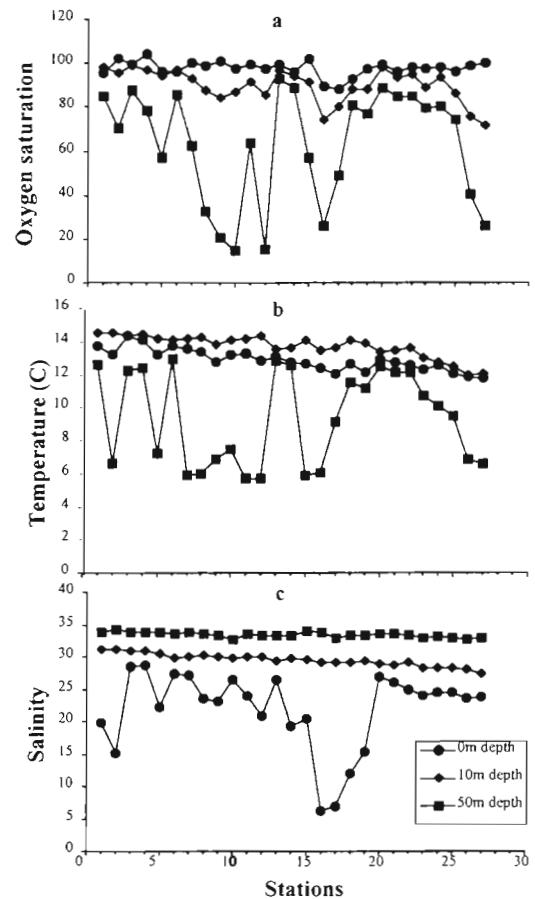 a
120
100
80
60
40
20
0
Oxygen saturation
b
16
14
12
10
8
6
4
2
0
Temperature (C)
c
40
35
30
25
20
15
10
5
0
Salinity
0m depth
10m depth
50m depth
0 5 10 15 20 25 30
Stations